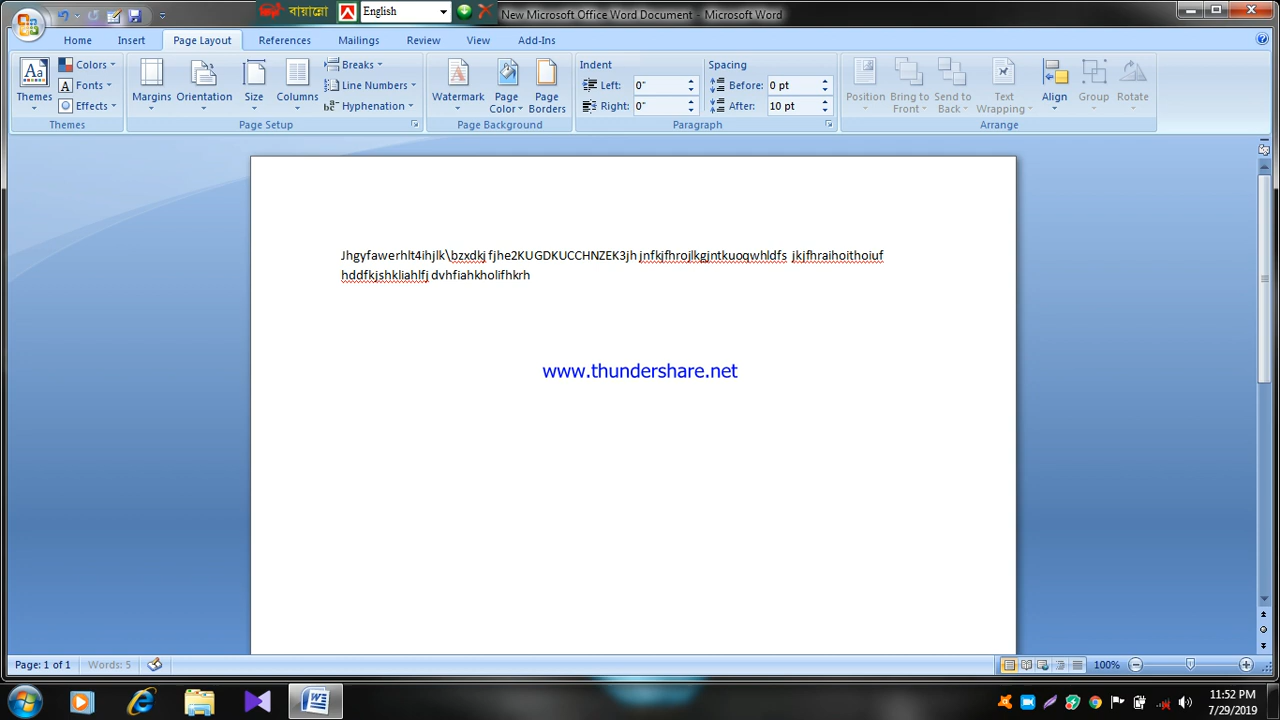 বায়ান্নো English New Microsoft Office Word Document - Microsoft Word
Home Insert Page Layout References Mailings Review View Add-Ins
Themes Colors Fonts Effects Margins Orientation Size Columns Breaks Line Numbers Hyphenation Watermark Page Color Page Borders Indent Left: 0" Right: 0" Spacing Before: 0 pt After: 10 pt Position Bring to Front Send to Back Text Wrapping Align Group Rotate
Themes Page Setup Page Background Paragraph Arrange
Jhgyfawerhlt4ihjlk\bzxdkj fjhe2KUGDKUCCHNZEK3jh jnfkjfhrojlkgjntkuoqwhldfs jkjfhraihoithoiuf
hddfkjshkliahlfj dvhfiahkholifhkrh
www.thundershare.net
Page: 1 of 1 Words: 5 100%
11:52 PM
7/29/2019